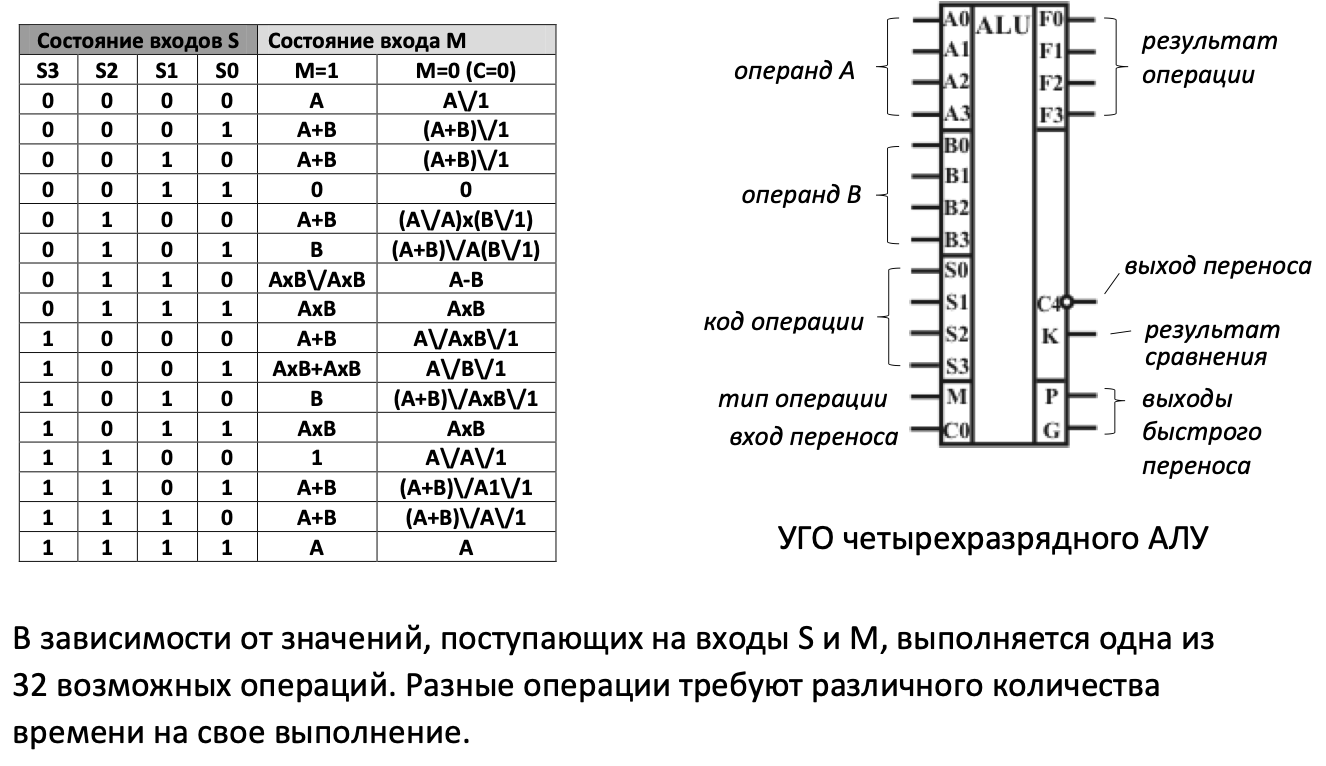 Состояние входов S Состояние входа M
S3 S2 S1 S0 M=1 M=0 (C=0)
0 0 0 0 A A\/1
0 0 0 1 A+B (A+B)\/1
0 0 1 0 A+B (A+B)\/1
0 0 1 1 0 0
0 1 0 0 A+B (A\/A)x(B\/1)
0 1 0 1 B (A+B)\/A(B\/1)
0 1 1 0 AxB\/AxB A-B
0 1 1 1 AxB AxB
1 0 0 0 A+B A\/AxB\/1
1 0 0 1 AxB+AxB A\/B\/1
1 0 1 0 B (A+B)\/AxB\/1
1 0 1 1 AxB AxB
1 1 0 0 1 A\/A\/1
1 1 0 1 A+B (A+B)\/A1\/1
1 1 1 0 A+B (A+B)\/A\/1
1 1 1 1 A A
операнд A
операнд B
код операции
тип операции
вход переноса
A0
A1
A2
A3
B0
B1
B2
B3
S0
S1
S2
S3
M
C0
ALU
F0
F1
F2
F3
C4
K
P
G
результат
операции
выход переноса
результат
сравнения
выходы
быстрого
переноса
УГО четырехразрядного АЛУ
В зависимости от значений, поступающих на входы S и M, выполняется одна из
32 возможных операций. Разные операции требуют различного количества
времени на свое выполнение.